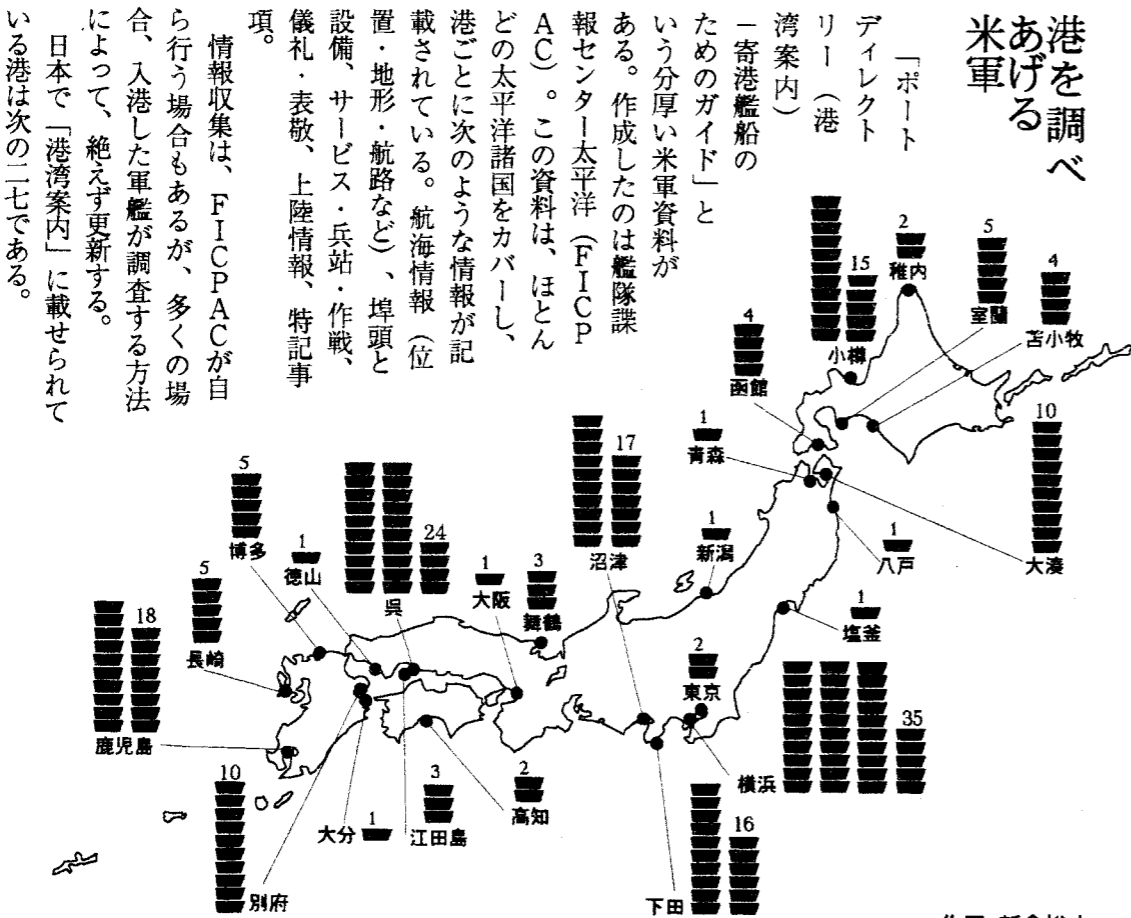 港を調べ
あげる
米軍
「ポート
ディレクト
リー（港
湾案内）
－寄港艦船の
ためのガイド」と
いう分厚い米軍資料が
ある。作成したのは艦隊諜
報センター太平洋（FICP
AC）。この資料は、ほとん
どの太平洋諸国をカバーし、
港ごとに次のような情報が記
載されている。航海情報（位
置・地形・航路など）、埠頭と
設備、サービス・兵站・作戦、
儀礼・表敬、上陸情報、特記事
項。
情報収集は、FICPACが自
ら行う場合もあるが、多くの場
合、入港した軍艦が調査する方法
によって、絶えず更新する。
日本で「港湾案内」に載せられて
いる港は次の二七である。
2
稚内
5
室蘭
4
苫小牧
15
小樽
4
函館
1
青森
10
大湊
1
八戸
1
塩釜
1
新潟
17
沼津
2
東京
35
横浜
16
下田
3
舞鶴
1
大阪
24
呉
1
徳山
5
博多
5
長崎
18
鹿児島
10
別府
大分
1
3
江田島
2
高知